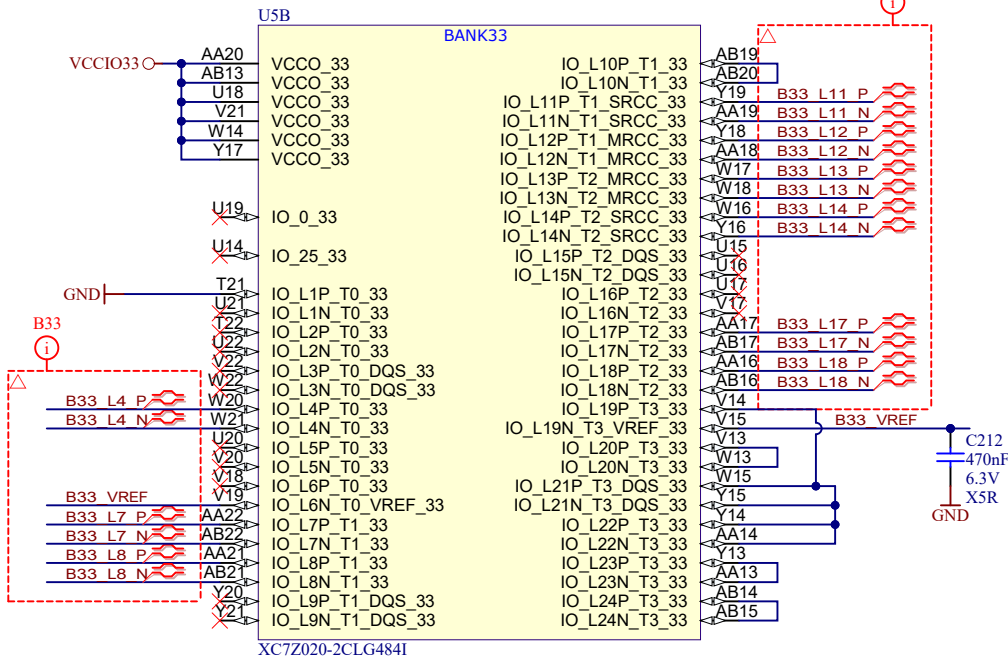 U5B
BANK33
VCCIO33
AA20 VCCO_33
AB13 VCCO_33
U18 VCCO_33
V21 VCCO_33
W14 VCCO_33
Y17 VCCO_33
U19 IO_0_33
U14 IO_25_33
GND T21 IO_L1P_T0_33
U21 IO_L1N_T0_33
T22 IO_L2P_T0_33
U22 IO_L2N_T0_33
V22 IO_L3P_T0_DQS_33
W22 IO_L3N_T0_DQS_33
B33
i
B33_L4_P W20 IO_L4P_T0_33
B33_L4_N W21 IO_L4N_T0_33
U20 IO_L5P_T0_33
V20 IO_L5N_T0_33
V18 IO_L6P_T0_33
B33_VREF V19 IO_L6N_T0_VREF_33
B33_L7_P AA22 IO_L7P_T1_33
B33_L7_N AB22 IO_L7N_T1_33
B33_L8_P AA21 IO_L8P_T1_33
B33_L8_N AB21 IO_L8N_T1_33
Y20 IO_L9P_T1_DQS_33
Y21 IO_L9N_T1_DQS_33
i
IO_L10P_T1_33 AB19
IO_L10N_T1_33 AB20
IO_L11P_T1_SRCC_33 Y19 B33_L11_P
IO_L11N_T1_SRCC_33 AA19 B33_L11_N
IO_L12P_T1_MRCC_33 Y18 B33_L12_P
IO_L12N_T1_MRCC_33 AA18 B33_L12_N
IO_L13P_T2_MRCC_33 W17 B33_L13_P
IO_L13N_T2_MRCC_33 W18 B33_L13_N
IO_L14P_T2_SRCC_33 W16 B33_L14_P
IO_L14N_T2_SRCC_33 Y16 B33_L14_N
IO_L15P_T2_DQS_33 U15
IO_L15N_T2_DQS_33 U16
IO_L16P_T2_33 U17
IO_L16N_T2_33 V17
IO_L17P_T2_33 AA17 B33_L17_P
IO_L17N_T2_33 AB17 B33_L17_N
IO_L18P_T2_33 AA16 B33_L18_P
IO_L18N_T2_33 AB16 B33_L18_N
IO_L19P_T3_33 V14
IO_L19N_T3_VREF_33 V15 B33_VREF
IO_L20P_T3_33 V13
IO_L20N_T3_33 W13
IO_L21P_T3_DQS_33 W15
IO_L21N_T3_DQS_33 Y15
IO_L22P_T3_33 Y14
IO_L22N_T3_33 AA14
IO_L23P_T3_33 Y13
IO_L23N_T3_33 AA13
IO_L24P_T3_33 AB14
IO_L24N_T3_33 AB15
C212
470nF
6.3V
X5R
GND
XC7Z020-2CLG484I